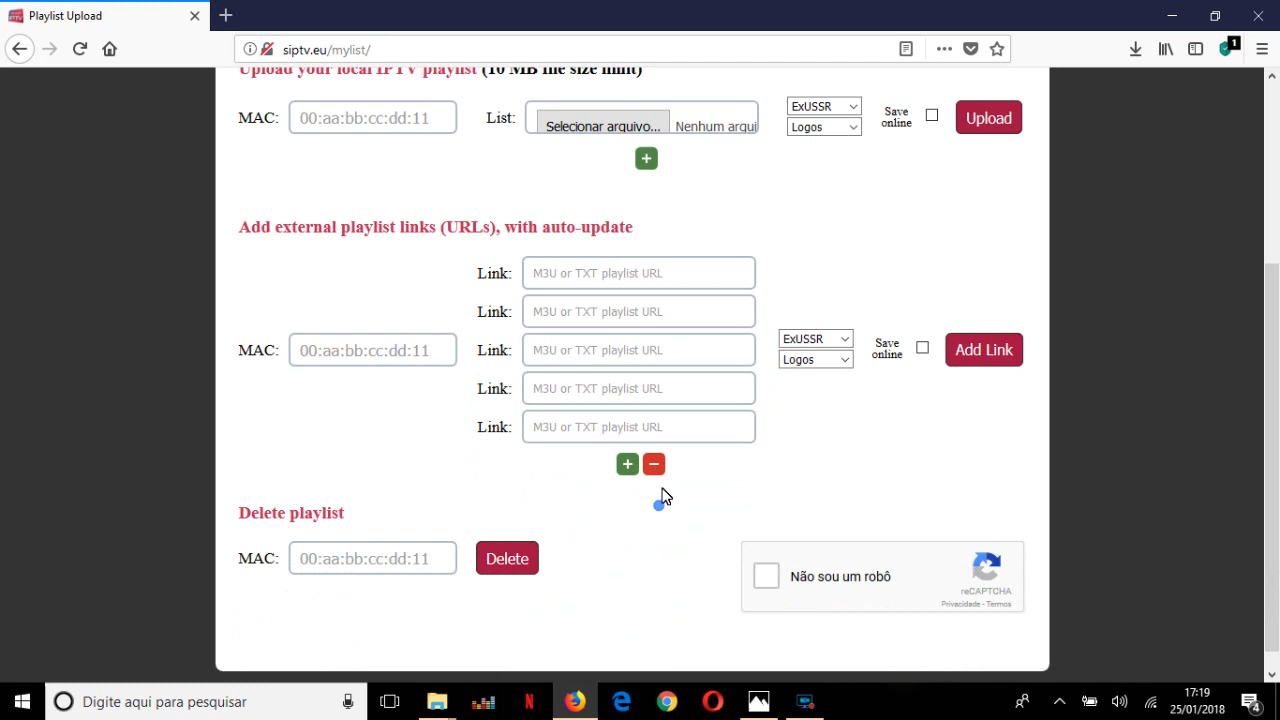 Playlist Upload
siptv.eu/mylist/
1
Upload your local IPTV playlist (10 MB file size limit)
MAC: 00:aa:bb:cc:dd:11 List: Selecionar arquivo... Nenhum arqui ExUSSR Logos Save online Upload
+
Add external playlist links (URLs), with auto-update
Link: M3U or TXT playlist URL
Link: M3U or TXT playlist URL
MAC: 00:aa:bb:cc:dd:11 Link: M3U or TXT playlist URL ExUSSR Logos Save online Add Link
Link: M3U or TXT playlist URL
Link: M3U or TXT playlist URL
+ −
Delete playlist
MAC: 00:aa:bb:cc:dd:11 Delete
Não sou um robô
reCAPTCHA
Privacidade - Termos
Digite aqui para pesquisar
17:19
25/01/2018
4